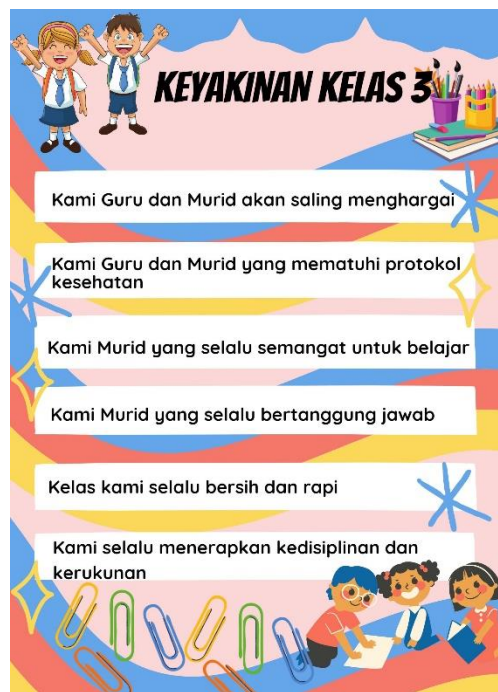 KEYAKINAN KELAS 3
Kami Guru dan Murid akan saling menghargai
Kami Guru dan Murid yang mematuhi protokol
kesehatan
Kami Murid yang selalu semangat untuk belajar
Kami Murid yang selalu bertanggung jawab
Kelas kami selalu bersih dan rapi
Kami selalu menerapkan kedisiplinan dan
kerukunan